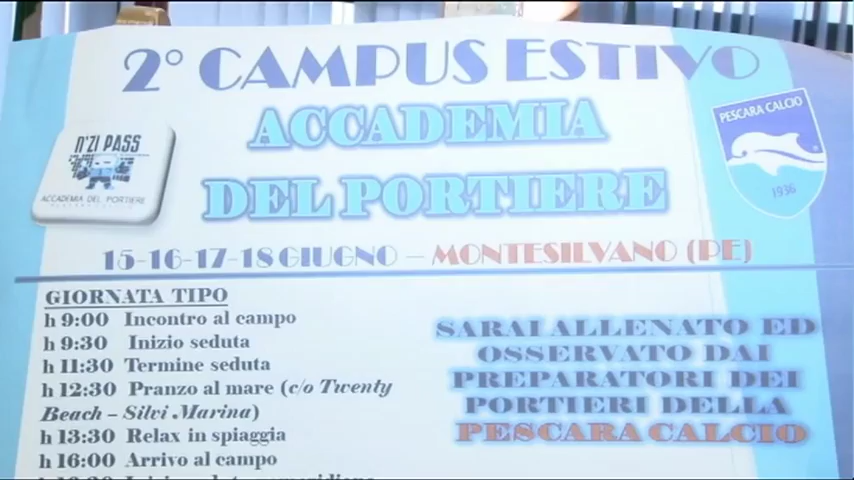 2° CAMPUS ESTIVO
ACCADEMIA
DEL PORTIERE
N'ZI PASS
ACCADEMIA DEL PORTIERE
PESCARA CALCIO
1936
15-16-17-18 GIUGNO – MONTESILVANO (PE)
GIORNATA TIPO
h 9:00 Incontro al campo
h 9:30 Inizio seduta
h 11:30 Termine seduta
h 12:30 Pranzo al mare (c/o Twenty
Beach – Silvi Marina)
h 13:30 Relax in spiaggia
h 16:00 Arrivo al campo
SARAI ALLENATO ED
OSSERVATO DAI
PREPARATORI DEI
PORTIERI DELLA
PESCARA CALCIO